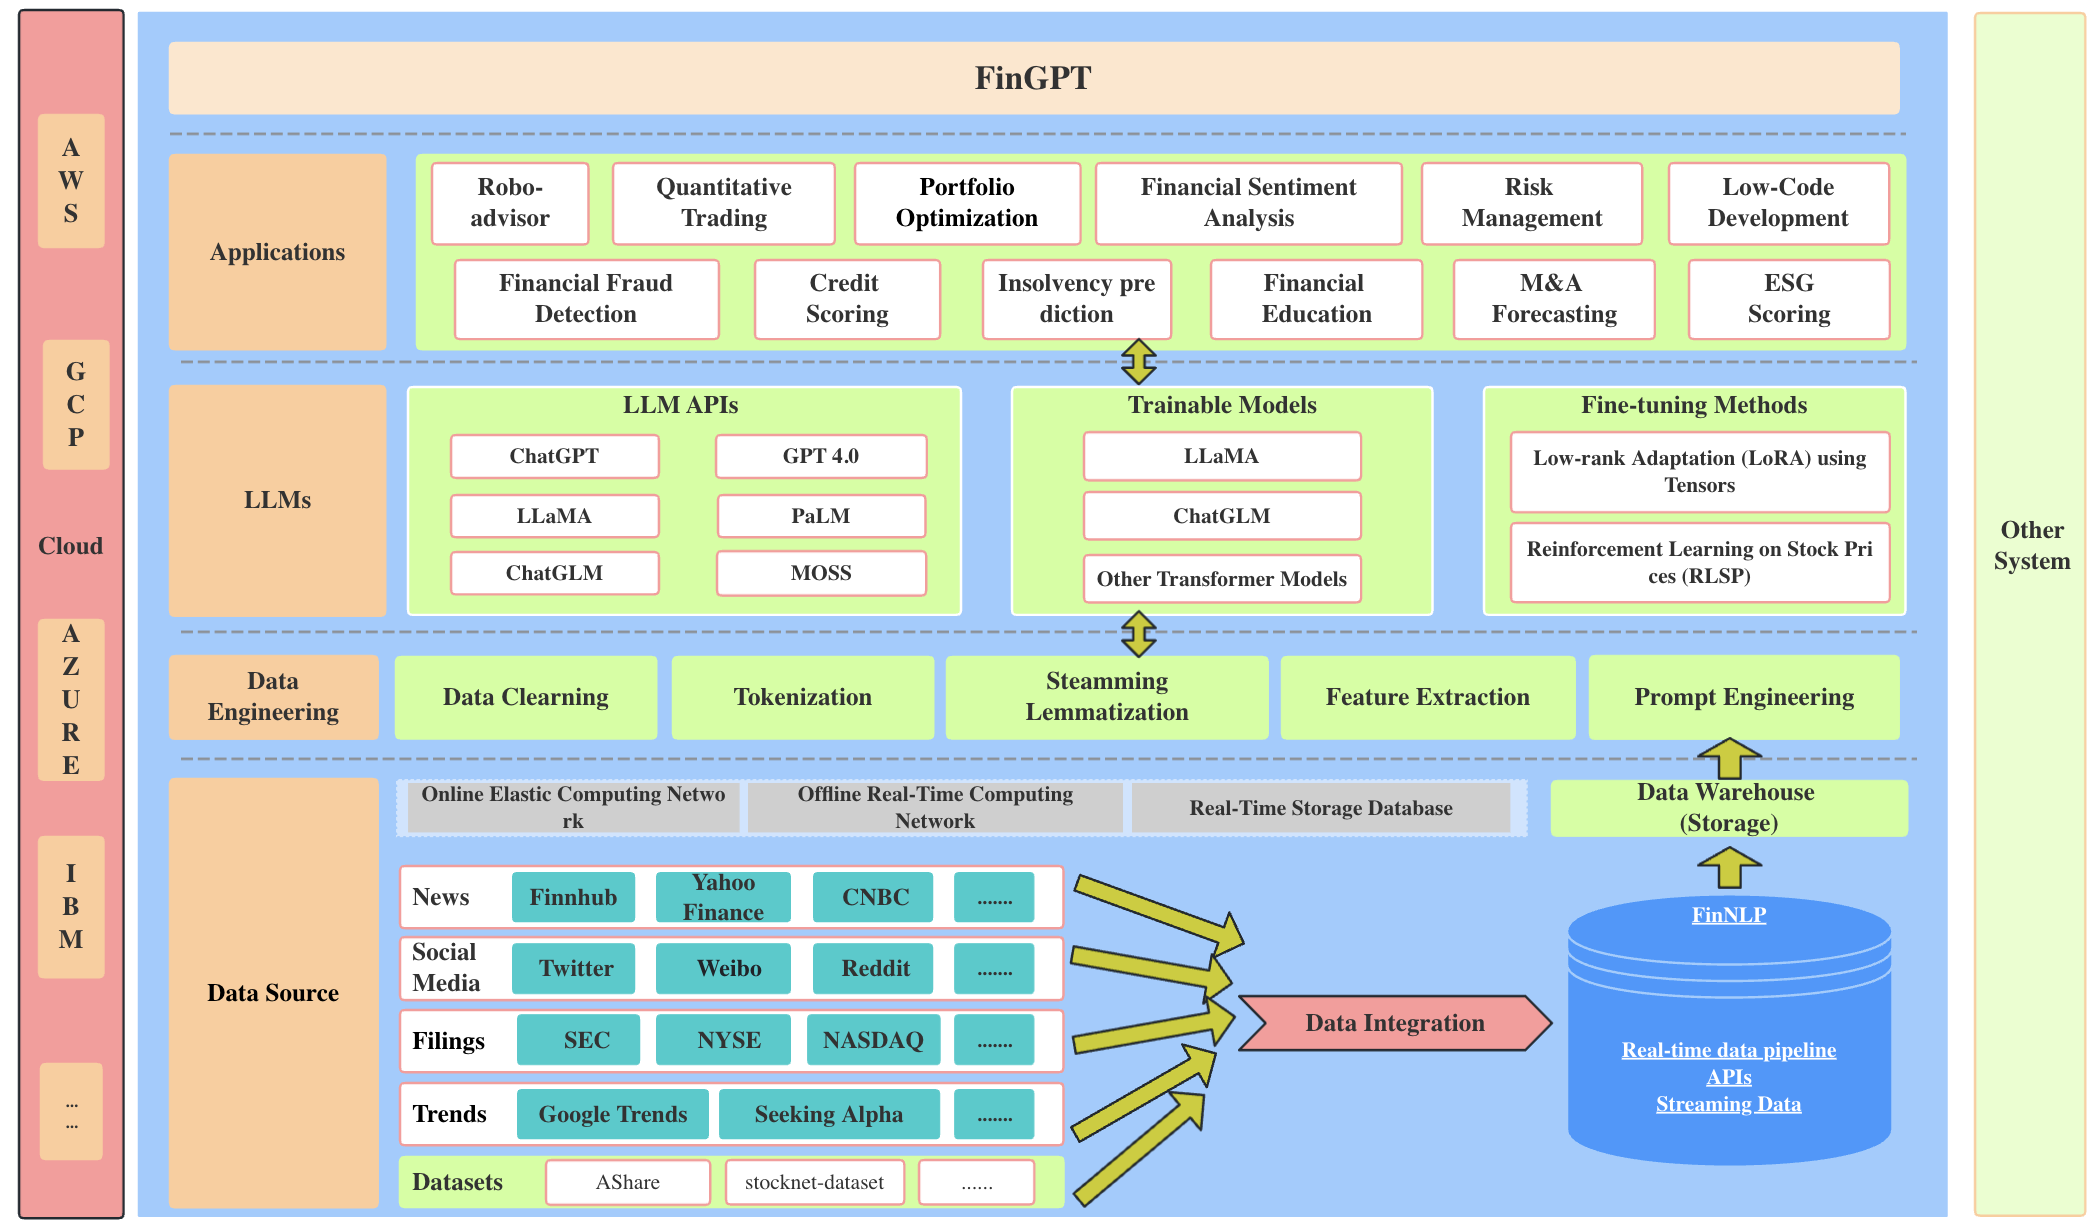 FinGPT
A
W
S
G
C
P
Cloud
A
Z
U
R
E
I
B
M
...
...
Applications
Robo-
advisor
Quantitative
Trading
Portfolio
Optimization
Financial Sentiment
Analysis
Risk
Management
Low-Code
Development
Financial Fraud
Detection
Credit
Scoring
Insolvency pre
diction
Financial
Education
M&A
Forecasting
ESG
Scoring
LLMs
LLM APIs
ChatGPT
GPT 4.0
LLaMA
PaLM
ChatGLM
MOSS
Trainable Models
LLaMA
ChatGLM
Other Transformer Models
Fine-tuning Methods
Low-rank Adaptation (LoRA) using
Tensors
Reinforcement Learning on Stock Pri
ces (RLSP)
Data
Engineering
Data Clearning
Tokenization
Steamming
Lemmatization
Feature Extraction
Prompt Engineering
Data Source
Online Elastic Computing Netwo
rk
Offline Real-Time Computing
Network
Real-Time Storage Database
Data Warehouse
(Storage)
News
Finnhub
Yahoo
Finance
CNBC
.......
Social
Media
Twitter
Weibo
Reddit
.......
Filings
SEC
NYSE
NASDAQ
.......
Trends
Google Trends
Seeking Alpha
.......
Datasets
AShare
stocknet-dataset
......
Data Integration
FinNLP
Real-time data pipeline
APIs
Streaming Data
Other
System